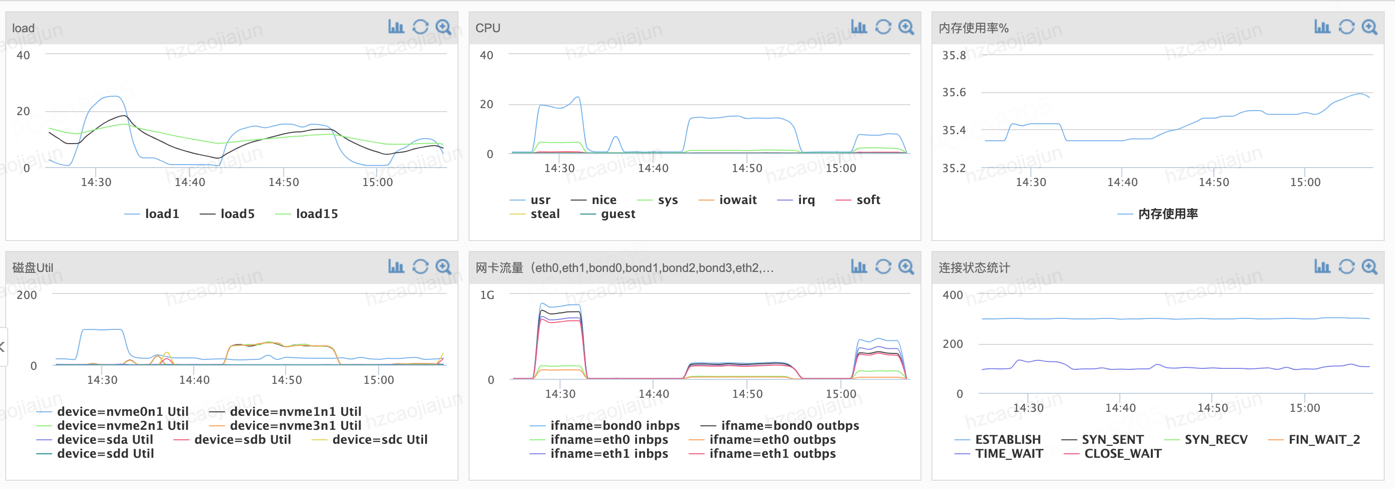 load
40
20
0
14:30 14:40 14:50 15:00
load1 load5 load15
CPU
40
20
0
14:30 14:40 14:50 15:00
usr nice sys iowait irq soft
steal guest
内存使用率%
35.8
35.6
35.4
35.2
14:30 14:40 14:50 15:00
内存使用率
磁盘Util
200
0
14:30 14:40 14:50 15:00
device=nvme0n1 Util device=nvme1n1 Util
device=nvme2n1 Util device=nvme3n1 Util
device=sda Util device=sdb Util device=sdc Util
device=sdd Util
网卡流量（eth0,eth1,bond0,bond1,bond2,bond3,eth2,…
1G
0
14:30 14:40 14:50 15:00
ifname=bond0 inbps ifname=bond0 outbps
ifname=eth0 inbps ifname=eth0 outbps
ifname=eth1 inbps ifname=eth1 outbps
连接状态统计
400
200
0
14:30 14:40 14:50 15:00
ESTABLISH SYN_SENT SYN_RECV FIN_WAIT_2
TIME_WAIT CLOSE_WAIT
hzcaojiajun